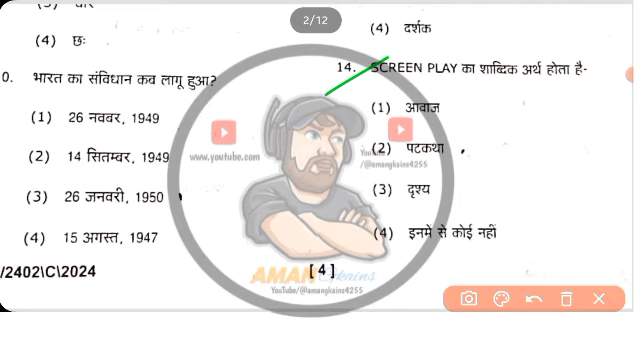 2/12
(4) छः
0. भारत का संविधान कब लागू हुआ?
(1) 26 नवबर, 1949
(2) 14 सितम्बर, 1949
(3) 26 जनवरी, 1950
(4) 15 अगस्त, 1947
/2402\C\2024
[4]
(4) दर्शक
14. SCREEN PLAY का शाब्दिक अर्थ होता है-
(1) आवाज
(2) पटकथा
(3) दृश्य
(4) इनमे से कोई नहीं
www.youtube.com
/@amangkains4255
AMAN Gkains
YouTube/@amangkains4255